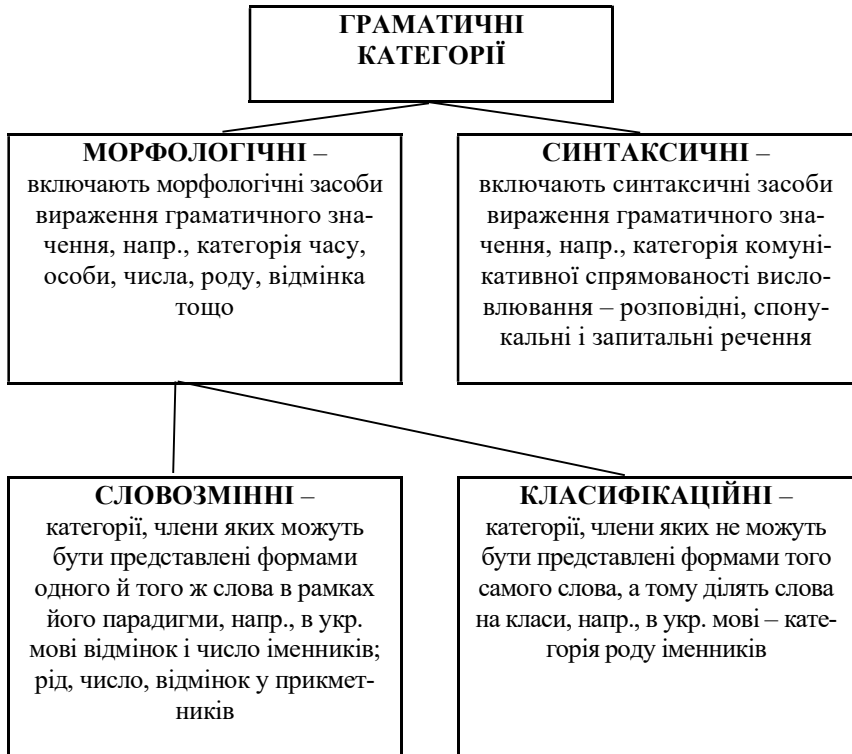 ГРАМАТИЧНІ
КАТЕГОРІЇ
МОРФОЛОГІЧНІ –
включають морфологічні засоби
вираження граматичного зна-
чення, напр., категорія часу,
особи, числа, роду, відмінка
тощо
СИНТАКСИЧНІ –
включають синтаксичні засоби
вираження граматичного зна-
чення, напр., категорія комуні-
кативної спрямованості висло-
влювання – розповідні, спону-
кальні і запитальні речення
СЛОВОЗМІННІ –
категорії, члени яких можуть
бути представлені формами
одного й того ж слова в рамках
його парадигми, напр., в укр.
мові відмінок і число іменників;
рід, число, відмінок у прикмет-
ників
КЛАСИФІКАЦІЙНІ –
категорії, члени яких не можуть
бути представлені формами того
самого слова, а тому ділять слова
на класи, напр., в укр. мові – кате-
горія роду іменників